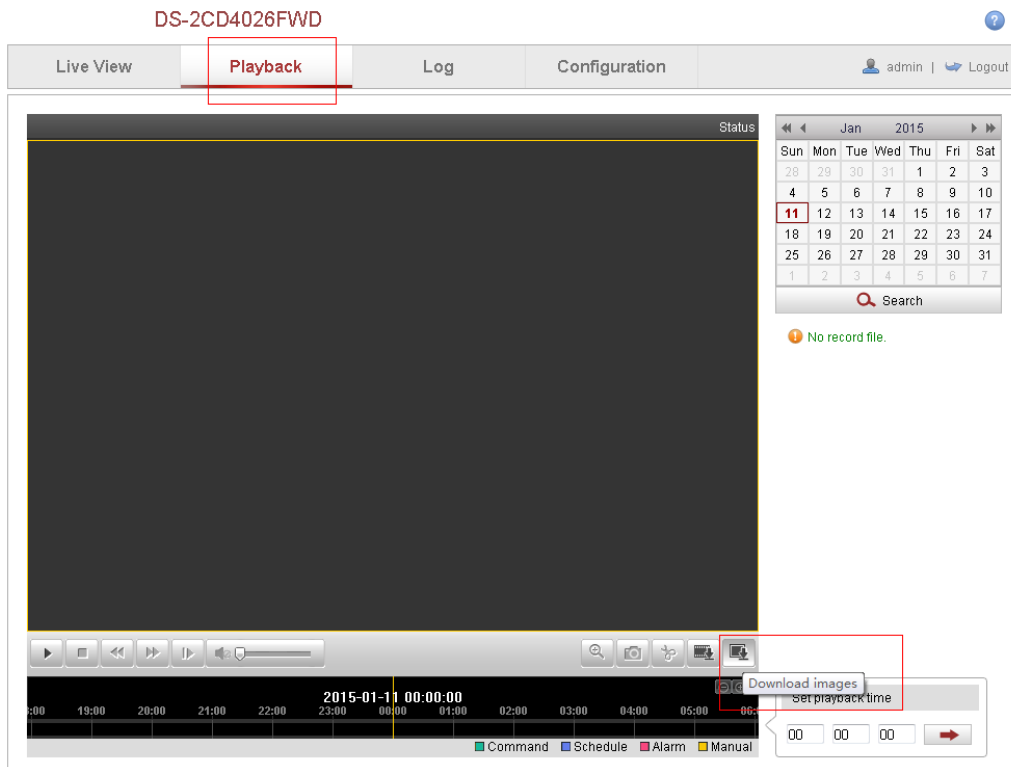 DS-2CD4026FWD
?
Live View Playback Log Configuration admin | Logout
Status
Jan 2015
Sun Mon Tue Wed Thu Fri Sat
28 29 30 31 1 2 3
4 5 6 7 8 9 10
11 12 13 14 15 16 17
18 19 20 21 22 23 24
25 26 27 28 29 30 31
1 2 3 4 5 6 7
Search
No record file.
Download images
Set playback time
2015-01-11 00:00:00
:00 19:00 20:00 21:00 22:00 23:00 00:00 01:00 02:00 03:00 04:00 05:00 06:
00 00 00
Command Schedule Alarm Manual